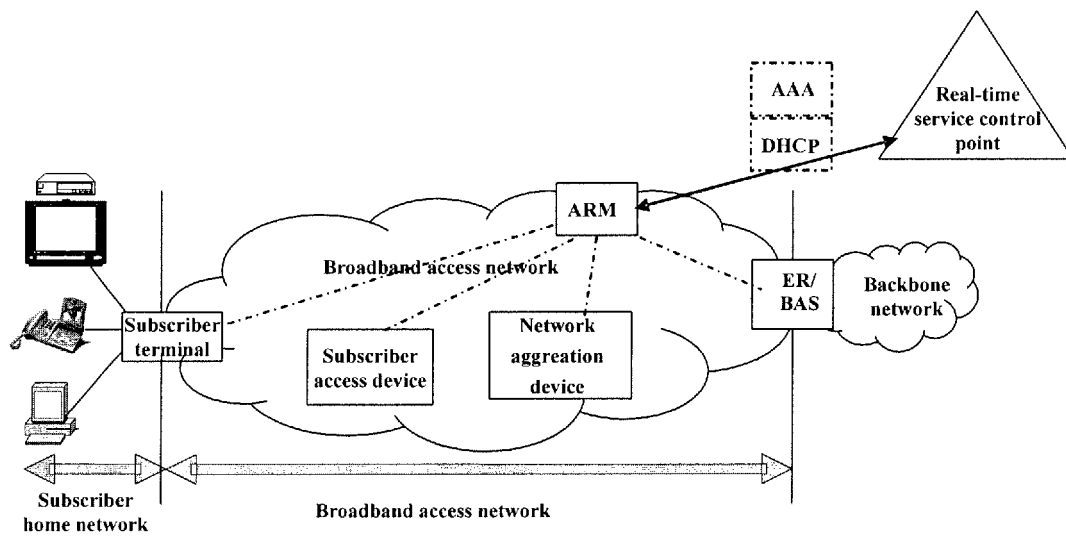 AAA
DHCP
Real-time
service control
point
ARM
Broadband access network
ER/
BAS
Backbone
network
Subscriber
terminal
Subscriber
access device
Network
aggreation
device
Subscriber
home network
Broadband access network